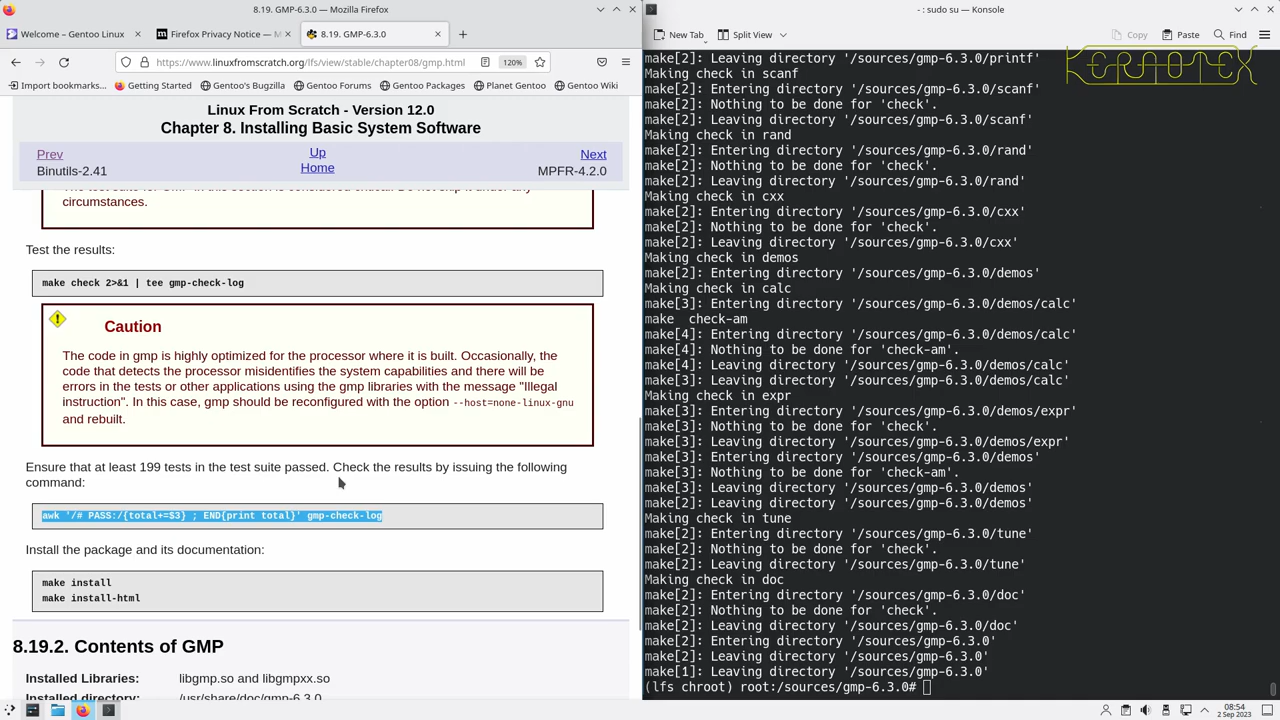 8.19. GMP-6.3.0 — Mozilla Firefox
Welcome – Gentoo Linux
Firefox Privacy Notice — M
8.19. GMP-6.3.0
https://www.linuxfromscratch.org/lfs/view/stable/chapter08/gmp.html
120%
Import bookmarks...
Getting Started
Gentoo's Bugzilla
Gentoo Forums
Gentoo Packages
Planet Gentoo
Gentoo Wiki
Linux From Scratch - Version 12.0
Chapter 8. Installing Basic System Software
Prev
Up
Next
Binutils-2.41
Home
MPFR-4.2.0
circumstances.
Test the results:
make check 2>&1 | tee gmp-check-log
Caution
The code in gmp is highly optimized for the processor where it is built. Occasionally, the
code that detects the processor misidentifies the system capabilities and there will be
errors in the tests or other applications using the gmp libraries with the message "Illegal
instruction". In this case, gmp should be reconfigured with the option --host=none-linux-gnu
and rebuilt.
Ensure that at least 199 tests in the test suite passed. Check the results by issuing the following
command:
awk '/# PASS:/{total+=$3} ; END{print total}' gmp-check-log
Install the package and its documentation:
make install
make install-html
8.19.2. Contents of GMP
Installed Libraries: libgmp.so and libgmpxx.so
Installed directory: /usr/share/doc/gmp-6.3.0
- : sudo su — Konsole
New Tab
Split View
Copy
Paste
Find
KERNOTEX
make[2]: Leaving directory '/sources/gmp-6.3.0/printf'
Making check in scanf
make[2]: Entering directory '/sources/gmp-6.3.0/scanf'
make[2]: Nothing to be done for 'check'.
make[2]: Leaving directory '/sources/gmp-6.3.0/scanf'
Making check in rand
make[2]: Entering directory '/sources/gmp-6.3.0/rand'
make[2]: Nothing to be done for 'check'.
make[2]: Leaving directory '/sources/gmp-6.3.0/rand'
Making check in cxx
make[2]: Entering directory '/sources/gmp-6.3.0/cxx'
make[2]: Nothing to be done for 'check'.
make[2]: Leaving directory '/sources/gmp-6.3.0/cxx'
Making check in demos
make[2]: Entering directory '/sources/gmp-6.3.0/demos'
Making check in calc
make[3]: Entering directory '/sources/gmp-6.3.0/demos/calc'
make  check-am
make[4]: Entering directory '/sources/gmp-6.3.0/demos/calc'
make[4]: Nothing to be done for 'check-am'.
make[4]: Leaving directory '/sources/gmp-6.3.0/demos/calc'
make[3]: Leaving directory '/sources/gmp-6.3.0/demos/calc'
Making check in expr
make[3]: Entering directory '/sources/gmp-6.3.0/demos/expr'
make[3]: Nothing to be done for 'check'.
make[3]: Leaving directory '/sources/gmp-6.3.0/demos/expr'
make[3]: Entering directory '/sources/gmp-6.3.0/demos'
make[3]: Nothing to be done for 'check-am'.
make[3]: Leaving directory '/sources/gmp-6.3.0/demos'
make[2]: Leaving directory '/sources/gmp-6.3.0/demos'
Making check in tune
make[2]: Entering directory '/sources/gmp-6.3.0/tune'
make[2]: Nothing to be done for 'check'.
make[2]: Leaving directory '/sources/gmp-6.3.0/tune'
Making check in doc
make[2]: Entering directory '/sources/gmp-6.3.0/doc'
make[2]: Nothing to be done for 'check'.
make[2]: Leaving directory '/sources/gmp-6.3.0/doc'
make[2]: Entering directory '/sources/gmp-6.3.0'
make[2]: Leaving directory '/sources/gmp-6.3.0'
make[1]: Leaving directory '/sources/gmp-6.3.0'
(lfs chroot) root:/sources/gmp-6.3.0#
08:54
2 Sep 2023